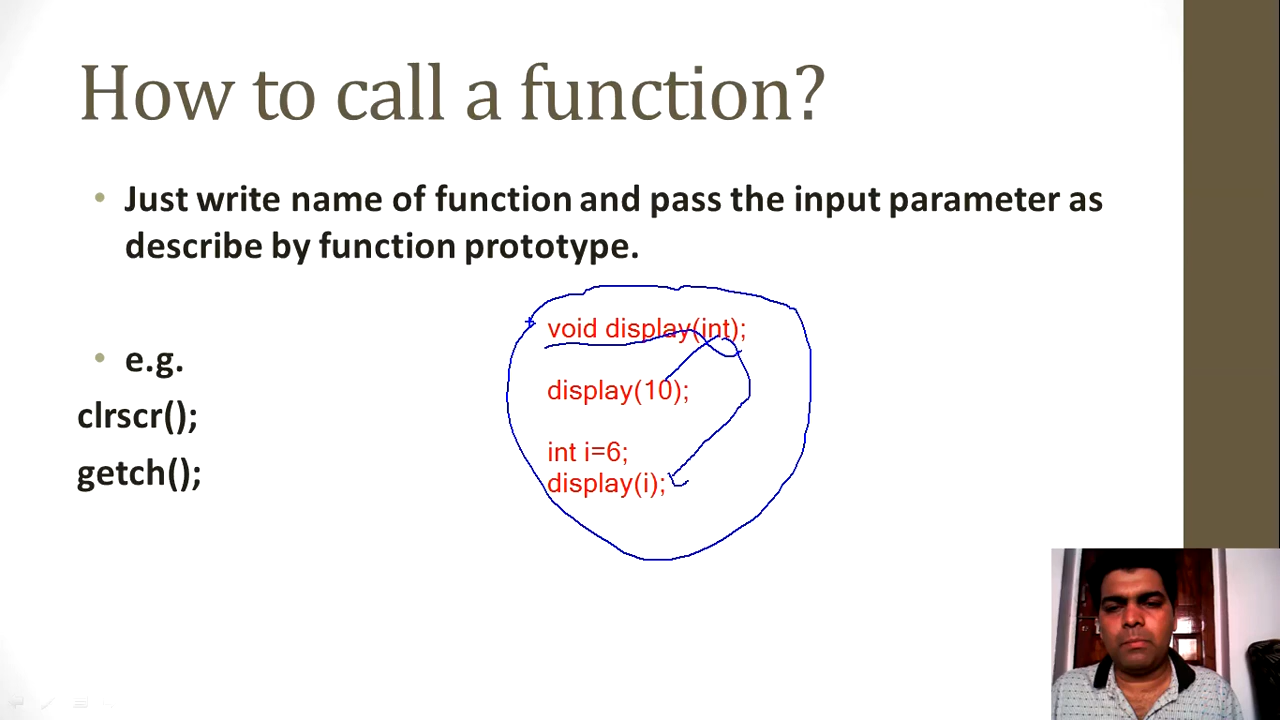 How to call a function?
• Just write name of function and pass the input parameter as
describe by function prototype.
• e.g.
clrscr();
getch();
void display(int);
display(10);
int i=6;
display(i);